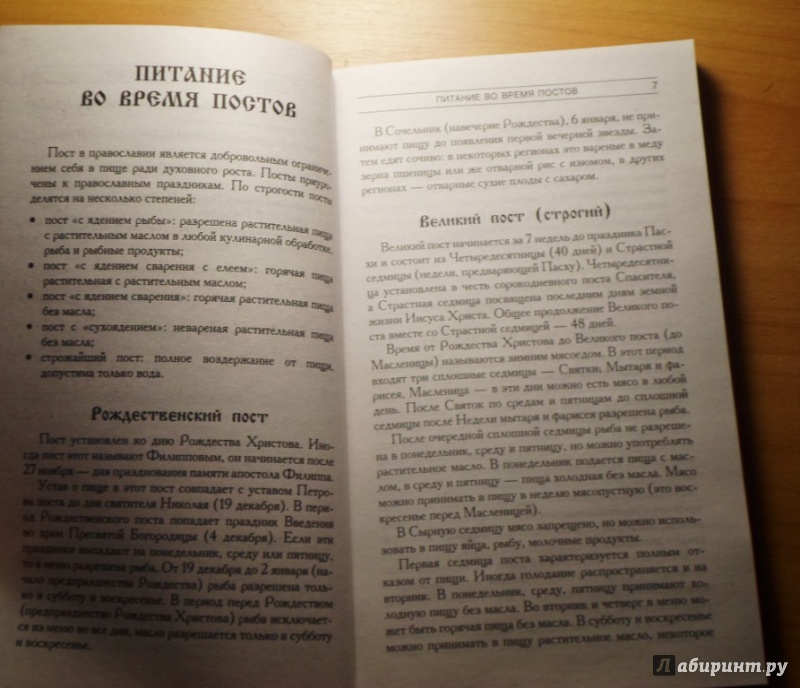 ПИТАНИЕ
ВО ВРЕМЯ ПОСТОВ
Пост в православии является добровольным ограниче-
нием себя в пище ради духовного роста. Посты приуро-
чены к православным праздникам. По строгости посты
делятся на несколько степеней:
• пост «с ядением рыбы»: разрешена растительная пища
с растительным маслом в любой кулинарной обработке,
рыба и рыбные продукты;
• пост «с ядением сварения с елеем»: горячая пища
растительная с растительным маслом;
• пост «с ядением сварения»: горячая растительная пища
без масла;
• пост с «сухоядением»: невареная растительная пища
без масла;
• строжайший пост: полное воздержание от пищи,
допустима только вода.
Рождественский пост
Пост установлен ко дню Рождества Христова. Ино-
гда пост этот называют Филипповым, он начинается после
27 ноября — дня празднования памяти апостола Филиппа.
Устав о пище в этот пост совпадает с уставом Петро-
ва поста до дня святителя Николая (19 декабря). В пери-
од Рождественского поста попадает праздник Введения
во храм Пресвятой Богородицы (4 декабря). Если эти
праздники выпадают на понедельник, среду или пятницу,
то в меню разрешена рыба. От 19 декабря до 2 января (на-
чало предпразднства Рождества) рыба разрешена толь-
ко в субботу и воскресенье. В период перед Рождеством
(предпразднство Рождества Христова) рыба исключает-
ся из меню во все дни, масло разрешается только в субботу
и воскресенье.
ПИТАНИЕ ВО ВРЕМЯ ПОСТОВ 7
В Сочельник (навечерие Рождества), 6 января, не при-
нимают пищу до появления первой вечерней звезды. За-
тем едят сочиво: в некоторых регионах это вареные в меду
зерна пшеницы или же отварной рис с изюмом, в других
регионах — отварные сухие плоды с сахаром.
Великий пост (строгий)
Великий пост начинается за 7 недель до праздника Пас-
хи и состоит из Четыредесятницы (40 дней) и Страстной
седмицы (недели, предваряющей Пасху). Четыредесятни-
ца установлена в честь сорокодневного поста Спасителя,
а Страстная седмица посвящена последним дням земной
жизни Иисуса Христа. Общее продолжение Великого по-
ста вместе со Страстной седмицей — 48 дней.
Время от Рождества Христова до Великого поста (до
Масленицы) называются зимним мясоедом. В этот период
входят три сплошные седмицы — Святки, Мытаря и фа-
рисея, Масленица — в эти дни можно есть мясо в любой
день. После Святок по средам и пятницам до сплошной
седмицы после Недели мытаря и фарисея разрешена рыба.
После очередной сплошной седмицы рыба не разреше-
на в понедельник, среду и пятницу, но можно употреблять
растительное масло. В понедельник подается пища с мас-
лом, в среду и пятницу — пища холодная без масла. Мясо
можно принимать в пищу в неделю мясопустную (это вос-
кресенье перед Масленицей).
В Сырную седмицу мясо запрещено, но можно исполь-
зовать в пищу яйца, рыбу, молочные продукты.
Первая седмица поста характеризуется полным от-
казом от пищи. Иногда голодание распространяется и на
вторник. В понедельник, среду, пятницу принимают хо-
лодную пищу без масла. Во вторник и четверг в меню мо-
жет быть горячая пища без масла. В субботу и воскресенье
можно принимать в пищу растительное масло, некоторое
Лабиринт.ру